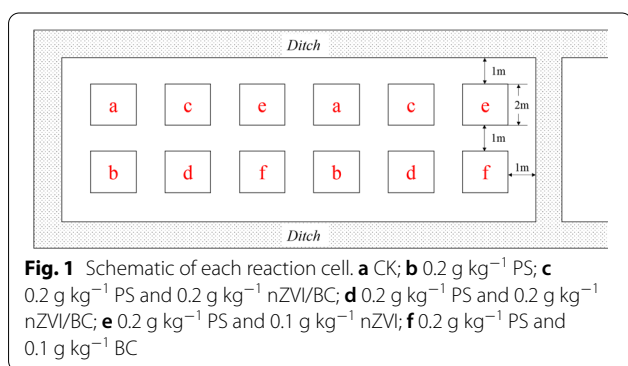 Ditch
1m
a c e a c e
2m
1m
b d f b d f
1m
Ditch
Fig. 1 Schematic of each reaction cell. a CK; b 0.2 g kg⁻¹ PS; c
0.2 g kg⁻¹ PS and 0.2 g kg⁻¹ nZVI/BC; d 0.2 g kg⁻¹ PS and 0.2 g kg⁻¹
nZVI/BC; e 0.2 g kg⁻¹ PS and 0.1 g kg⁻¹ nZVI; f 0.2 g kg⁻¹ PS and
0.1 g kg⁻¹ BC